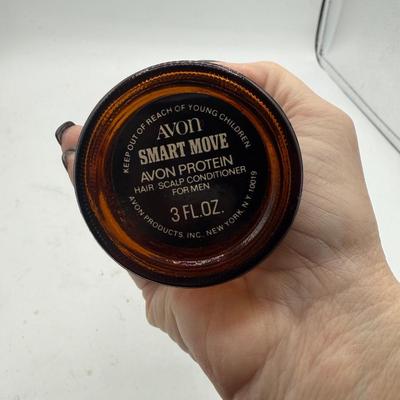 KEEP OUT OF REACH OF YOUNG CHILDREN.
AVON
SMART MOVE
AVON PROTEIN
HAIR SCALP CONDITIONER
FOR MEN
3 FL.OZ.
AVON PRODUCTS, INC., NEW YORK, N.Y. 10019